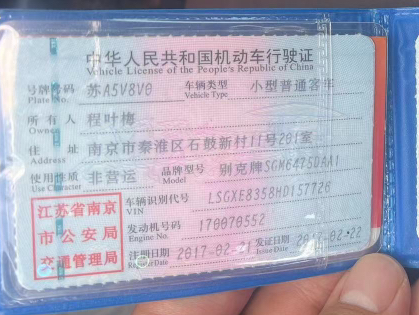 中华人民共和国机动车行驶证
Vehicle License of the People's Republic of China
号牌号码 苏A5V8V0 车辆类型 小型普通客车
Plate No. Vehicle Type
所有人 程叶梅
Owner
住址 南京市秦淮区石鼓新村11号201室
Address
使用性质 非营运 品牌型号 别克牌SGM6475DAA1
Use Character Model
江苏省南京
市公安局
交通管理局
车辆识别代号 LSGXE8358HD157726
VIN
发动机号码 170070552
Engine No.
注册日期 2017-02-21 发证日期 2017-02-22
Register Date Issue Date